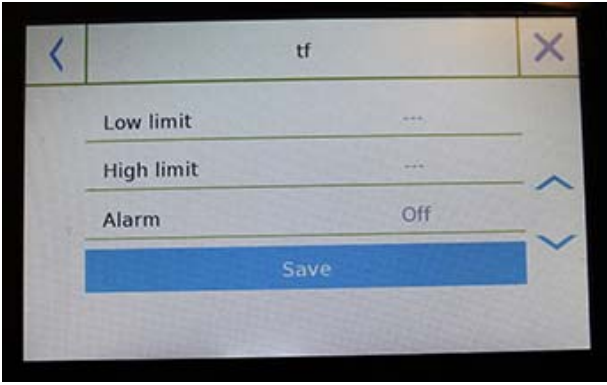 tf
Low limit ---
High limit ---
Alarm Off
Save